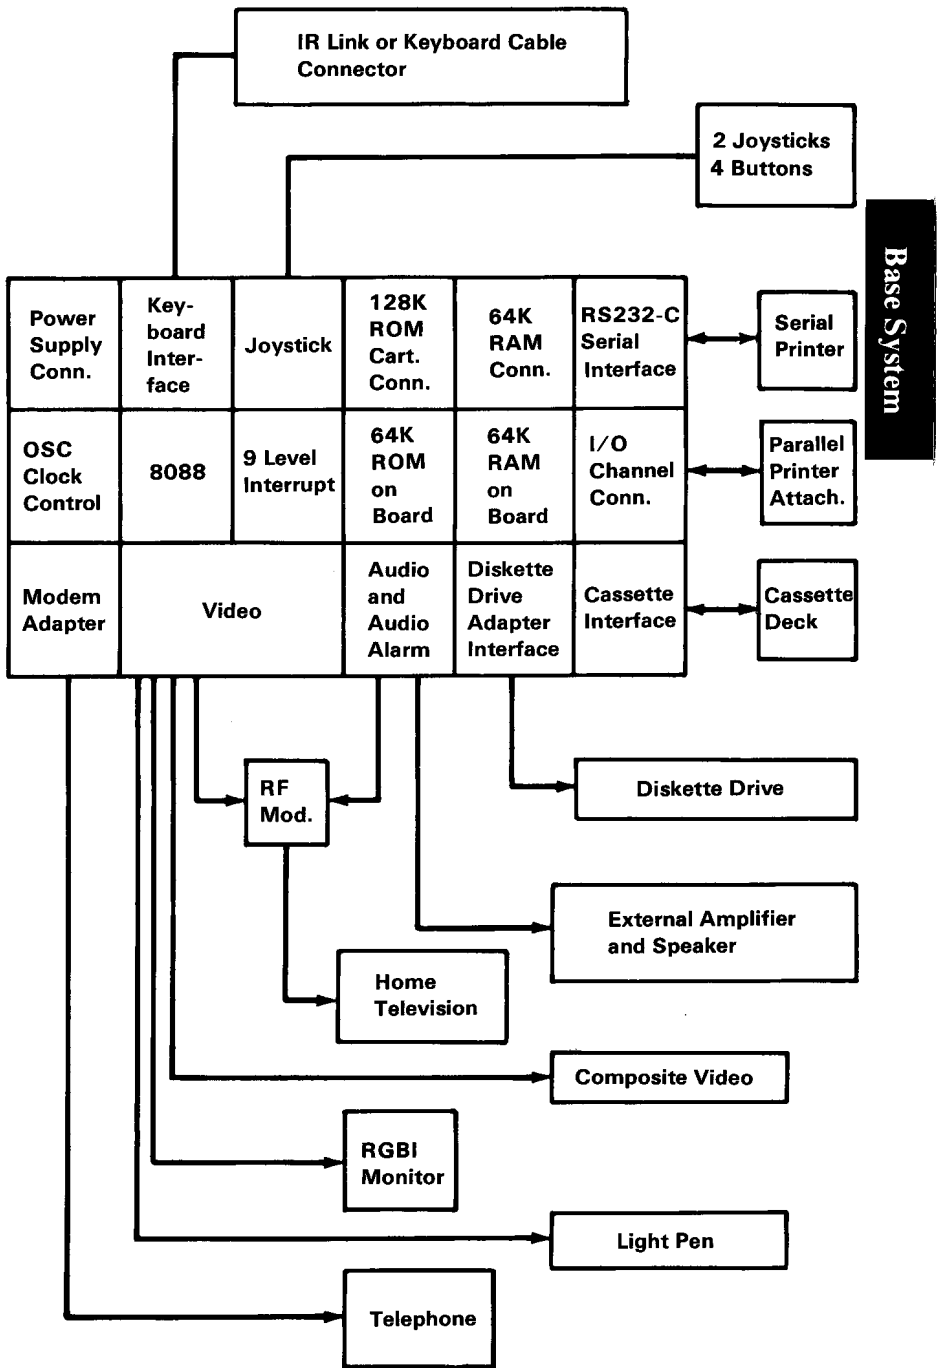 IR Link or Keyboard Cable
Connector
2 Joysticks
4 Buttons
Base System
Power
Supply
Conn.
Key-
board
Inter-
face
Joystick
128K
ROM
Cart.
Conn.
64K
RAM
Conn.
RS232-C
Serial
Interface
Serial
Printer
OSC
Clock
Control
8088
9 Level
Interrupt
64K
ROM
on
Board
64K
RAM
on
Board
I/O
Channel
Conn.
Parallel
Printer
Attach.
Modem
Adapter
Video
Audio
and
Audio
Alarm
Diskette
Drive
Adapter
Interface
Cassette
Interface
Cassette
Deck
RF
Mod.
Diskette Drive
External Amplifier
and Speaker
Home
Television
Composite Video
RGBI
Monitor
Light Pen
Telephone